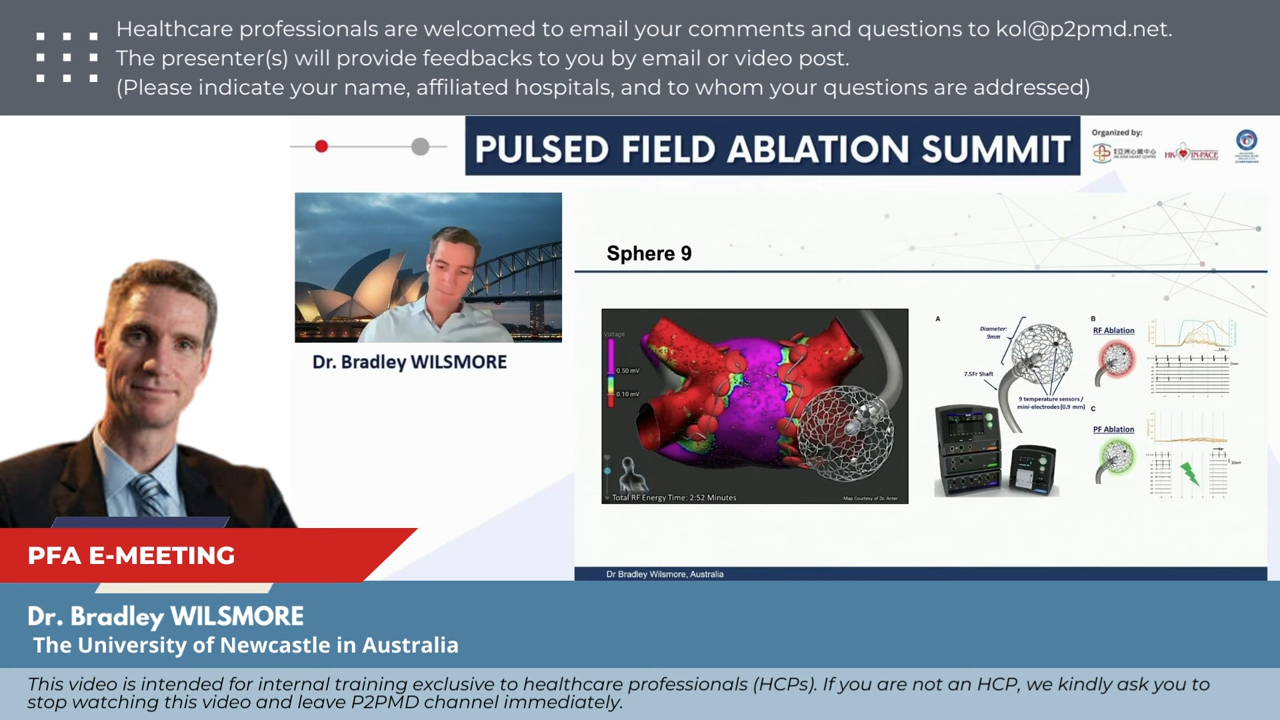 Healthcare professionals are welcomed to email your comments and questions to kol@p2pmd.net.
The presenter(s) will provide feedbacks to you by email or video post.
(Please indicate your name, affiliated hospitals, and to whom your questions are addressed)
PULSED FIELD ABLATION SUMMIT
Organized by:
HK IN-PACE
Dr. Bradley WILSMORE
Sphere 9
Voltage
0.50 mV
0.10 mV
Total RF Energy Time: 2:52 Minutes
Map Courtesy of Dr. Anter
A
Diameter:
9mm
7.5Fr Shaft
9 temperature sensors /
mini-electrodes (0.9 mm)
B
RF Ablation
C
PF Ablation
Dr Bradley Wilsmore, Australia
PFA E-MEETING
Dr. Bradley WILSMORE
The University of Newcastle in Australia
This video is intended for internal training exclusive to healthcare professionals (HCPs). If you are not an HCP, we kindly ask you to
stop watching this video and leave P2PMD channel immediately.